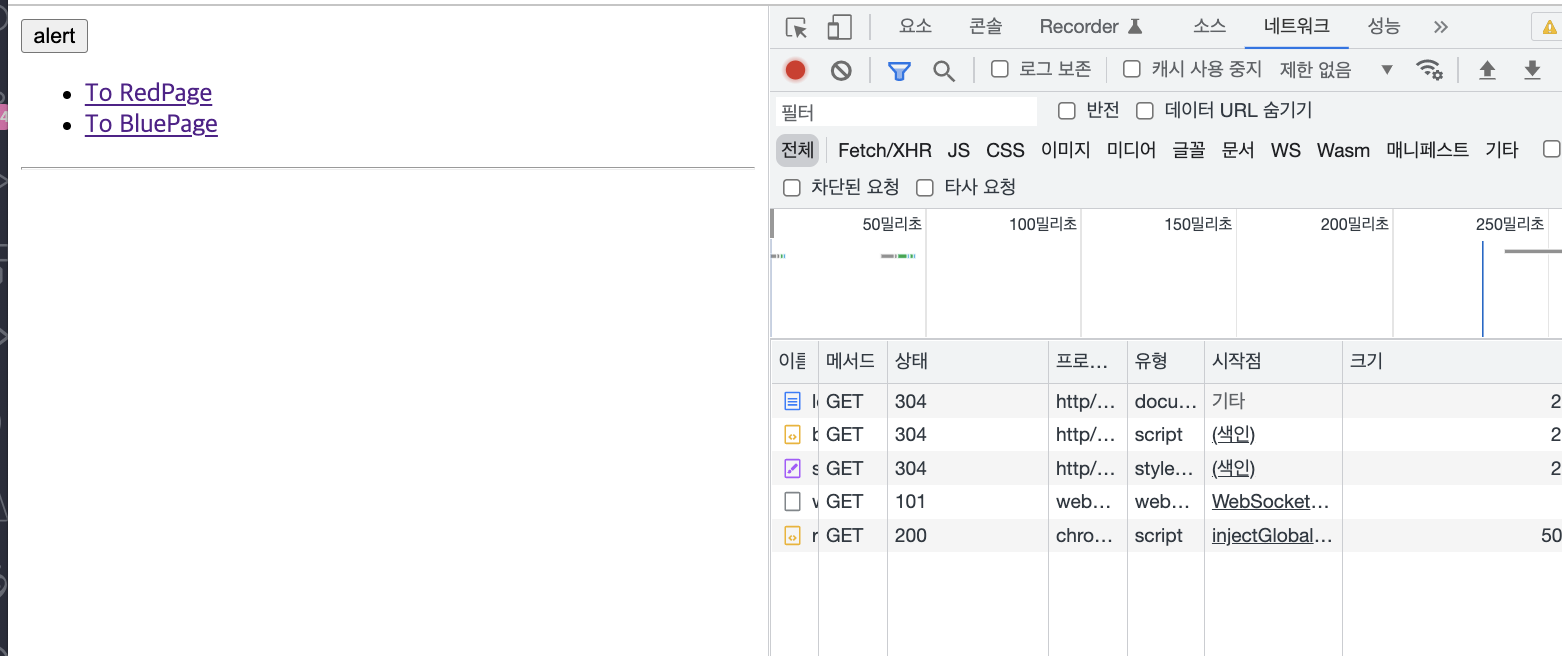 alert
To RedPage
To BluePage
요소 콘솔 Recorder 소스 네트워크 성능
로그 보존 캐시 사용 중지 제한 없음
필터 반전 데이터 URL 숨기기
전체 Fetch/XHR JS CSS 이미지 미디어 글꼴 문서 WS Wasm 매니페스트 기타
차단된 요청 타사 요청
50밀리초 100밀리초 150밀리초 200밀리초 250밀리초
이름 메서드 상태 프로… 유형 시작점 크기
GET 304 http/… docu… 기타 2
GET 304 http/… script (색인) 2
s GET 304 http/… style… (색인) 2
GET 101 web… web… WebSocket… 
r GET 200 chro… script injectGlobal… 50